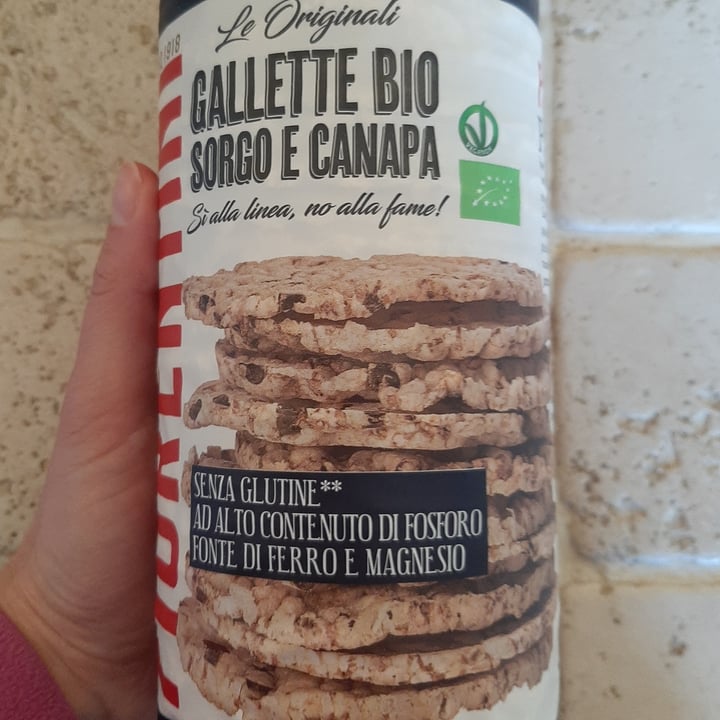 Le Originali
GALLETTE BIO
SORGO E CANAPA
Sì alla linea, no alla fame!
SENZA GLUTINE**
AD ALTO CONTENUTO DI FOSFORO
FONTE DI FERRO E MAGNESIO
FIORENTINI
1918